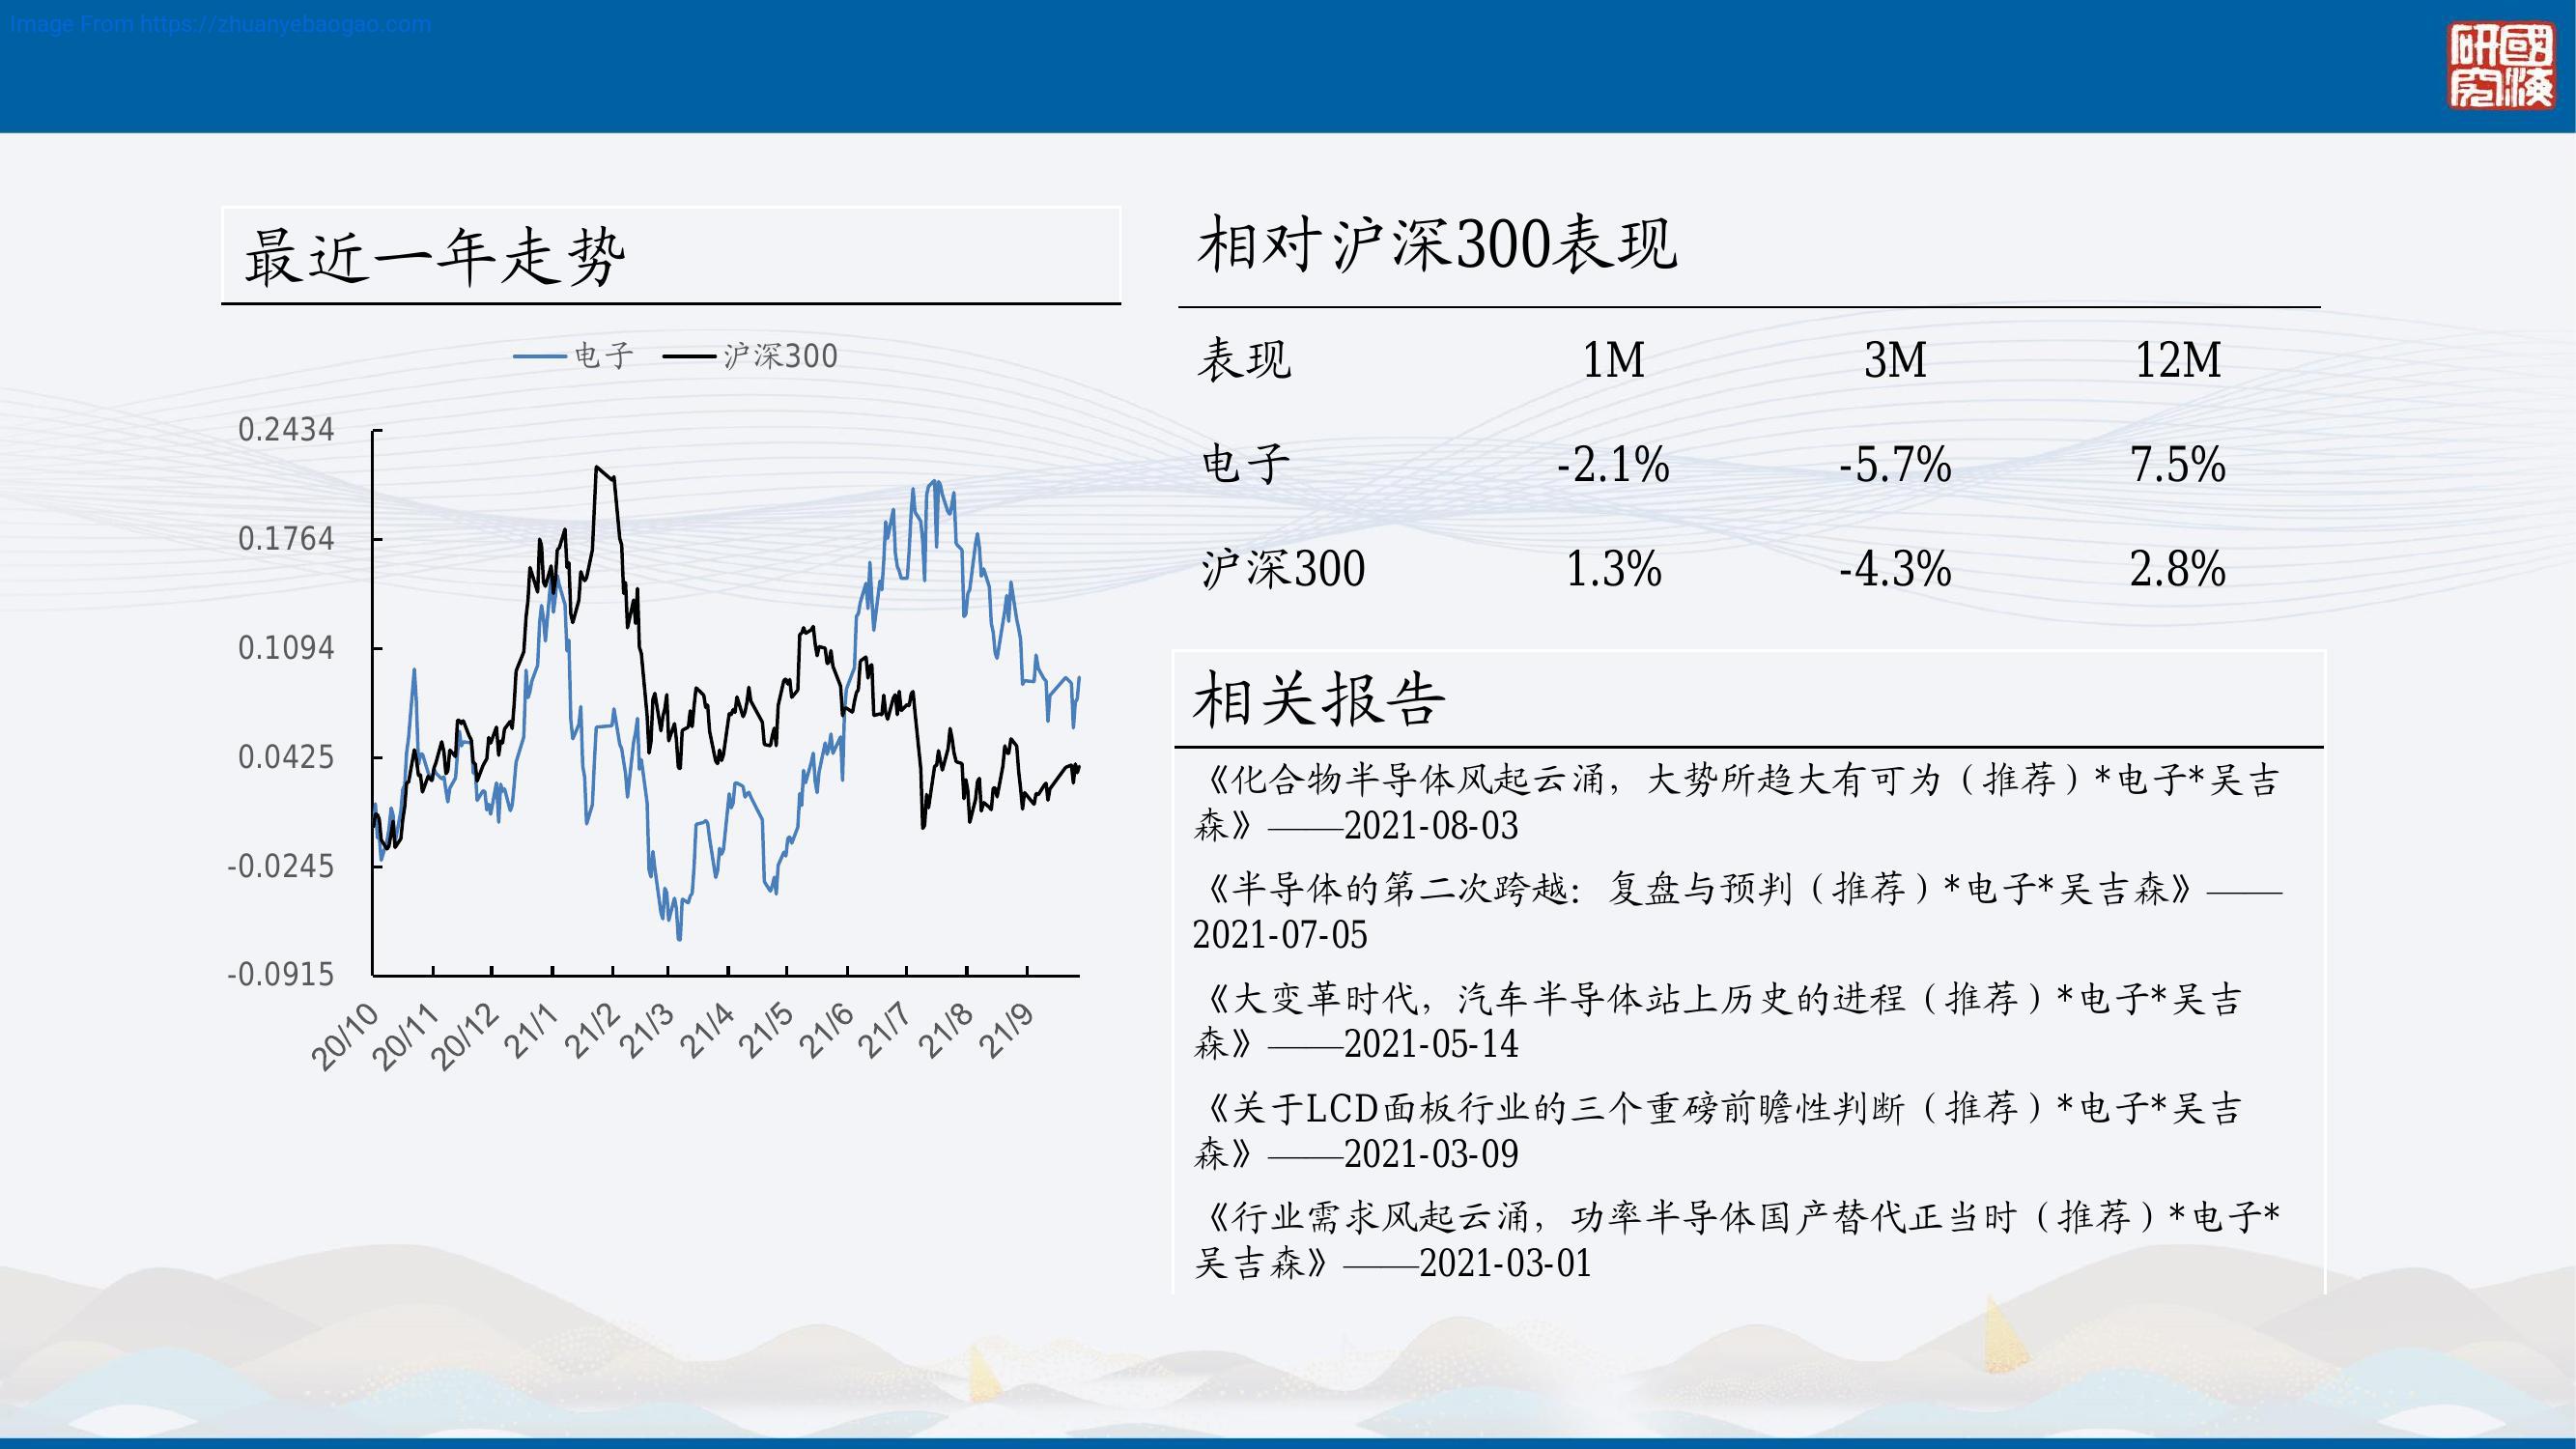 Image From https://zhuanyebaogao.com
研國
究海
最近一年走势
电子 沪深300
0.2434
0.1764
0.1094
0.0425
-0.0245
-0.0915
20/10 20/11 20/12 21/1 21/2 21/3 21/4 21/5 21/6 21/7 21/8 21/9
相对沪深300表现
表现 1M 3M 12M
电子 -2.1% -5.7% 7.5%
沪深300 1.3% -4.3% 2.8%
相关报告
《化合物半导体风起云涌，大势所趋大有可为（推荐）*电子*吴吉
森》——2021-08-03
《半导体的第二次跨越：复盘与预判（推荐）*电子*吴吉森》——
2021-07-05
《大变革时代，汽车半导体站上历史的进程（推荐）*电子*吴吉
森》——2021-05-14
《关于LCD面板行业的三个重磅前瞻性判断（推荐）*电子*吴吉
森》——2021-03-09
《行业需求风起云涌，功率半导体国产替代正当时（推荐）*电子*
吴吉森》——2021-03-01